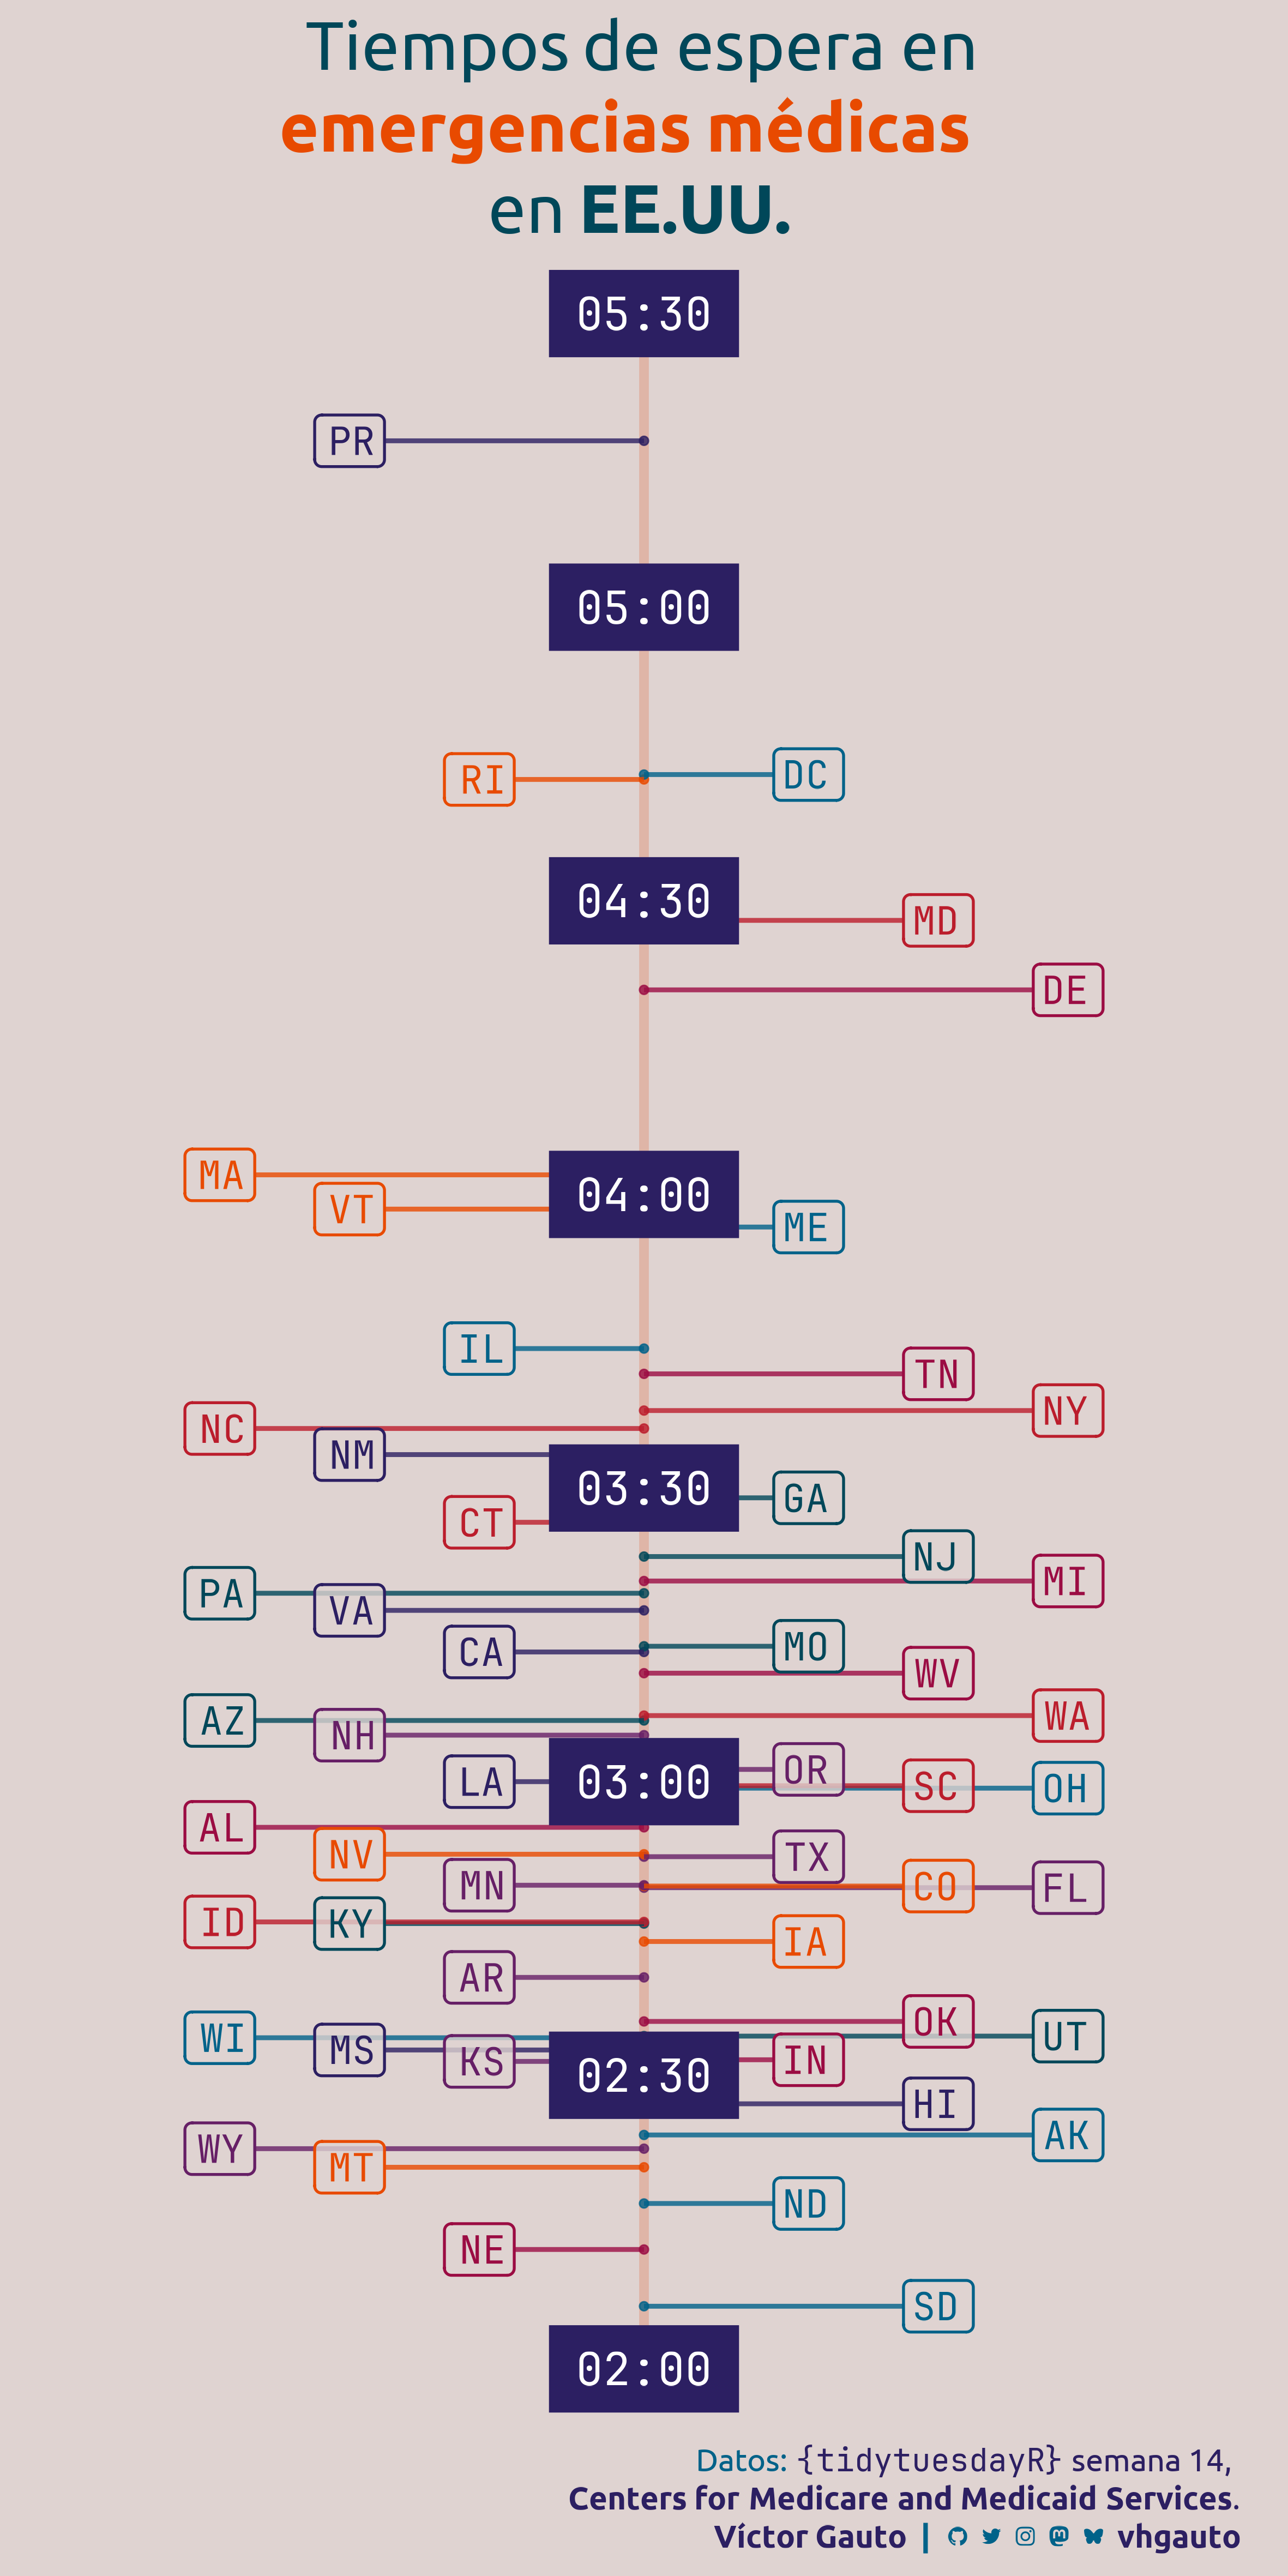 Tiempos de espera en
emergencias médicas
en EE.UU.
05:30
PR
05:00
RI
DC
04:30
MD
DE
MA
VT
04:00
ME
IL
TN
NY
NC
NM
03:30
GA
CT
NJ
MI
PA
VA
MO
CA
WV
WA
AZ
NH
OR
LA
03:00
SC
OH
AL
NV
TX
MN
CO
FL
ID
KY
IA
AR
OK
UT
WI
MS
KS
IN
02:30
HI
AK
WY
MT
ND
NE
SD
02:00
Datos: {tidytuesdayR} semana 14,
Centers for Medicare and Medicaid Services.
Víctor Gauto | vhgauto